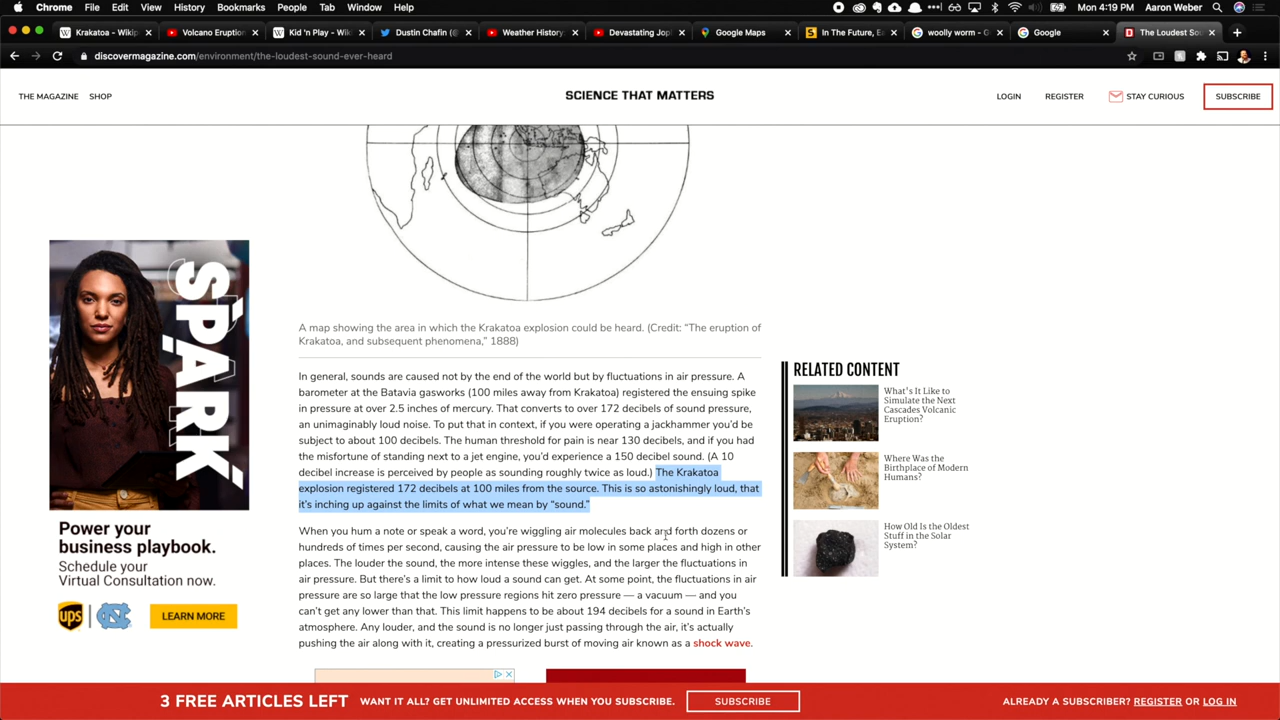 Chrome File Edit View History Bookmarks People Tab Window Help
Mon 4:19 PM Aaron Weber
Krakatoa - Wikip
Volcano Eruption
Kid 'n Play - Wiki
Dustin Chafin (@
Weather History:
Devastating Jopl
Google Maps
In The Future, Ea
woolly worm - G
Google
The Loudest So
discovermagazine.com/environment/the-loudest-sound-ever-heard
THE MAGAZINE SHOP
SCIENCE THAT MATTERS
LOGIN REGISTER STAY CURIOUS SUBSCRIBE
A map showing the area in which the Krakatoa explosion could be heard. (Credit: “The eruption of
Krakatoa, and subsequent phenomena,” 1888)
In general, sounds are caused not by the end of the world but by fluctuations in air pressure. A
barometer at the Batavia gasworks (100 miles away from Krakatoa) registered the ensuing spike
in pressure at over 2.5 inches of mercury. That converts to over 172 decibels of sound pressure,
an unimaginably loud noise. To put that in context, if you were operating a jackhammer you’d be
subject to about 100 decibels. The human threshold for pain is near 130 decibels, and if you had
the misfortune of standing next to a jet engine, you’d experience a 150 decibel sound. (A 10
decibel increase is perceived by people as sounding roughly twice as loud.) The Krakatoa
explosion registered 172 decibels at 100 miles from the source. This is so astonishingly loud, that
it’s inching up against the limits of what we mean by “sound.”
When you hum a note or speak a word, you’re wiggling air molecules back and forth dozens or
hundreds of times per second, causing the air pressure to be low in some places and high in other
places. The louder the sound, the more intense these wiggles, and the larger the fluctuations in
air pressure. But there’s a limit to how loud a sound can get. At some point, the fluctuations in air
pressure are so large that the low pressure regions hit zero pressure — a vacuum — and you
can’t get any lower than that. This limit happens to be about 194 decibels for a sound in Earth’s
atmosphere. Any louder, and the sound is no longer just passing through the air, it’s actually
pushing the air along with it, creating a pressurized burst of moving air known as a shock wave.
SPARK
Power your
business playbook.
Schedule your
Virtual Consultation now.
ups
LEARN MORE
RELATED CONTENT
What's It Like to
Simulate the Next
Cascades Volcanic
Eruption?
Where Was the
Birthplace of Modern
Humans?
How Old Is the Oldest
Stuff in the Solar
System?
3 FREE ARTICLES LEFT WANT IT ALL? GET UNLIMITED ACCESS WHEN YOU SUBSCRIBE. SUBSCRIBE ALREADY A SUBSCRIBER? REGISTER OR LOG IN